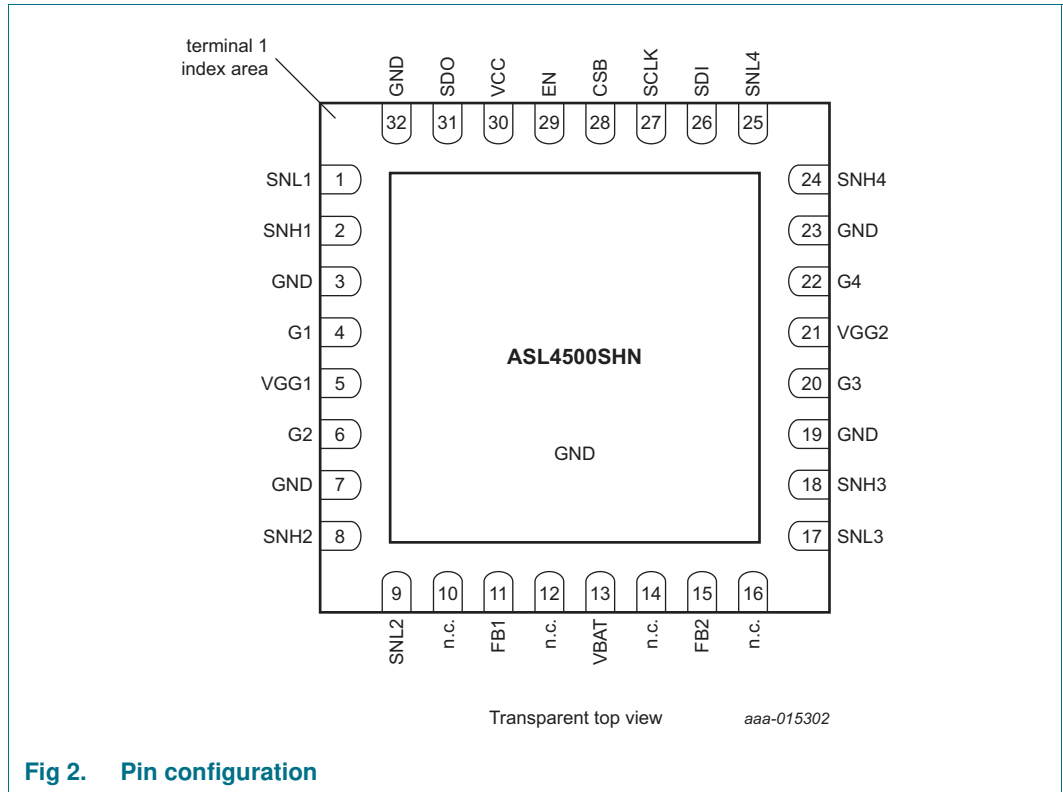 terminal 1
index area
GND SDO VCC EN CSB SCLK SDI SNL4
32 31 30 29 28 27 26 25
SNL1 1
SNH1 2
GND 3
G1 4
VGG1 5
G2 6
GND 7
SNH2 8
24 SNH4
23 GND
22 G4
21 VGG2
20 G3
19 GND
18 SNH3
17 SNL3
ASL4500SHN
GND
9 10 11 12 13 14 15 16
SNL2 n.c. FB1 n.c. VBAT n.c. FB2 n.c.
Transparent top view aaa-015302
Fig 2. Pin configuration